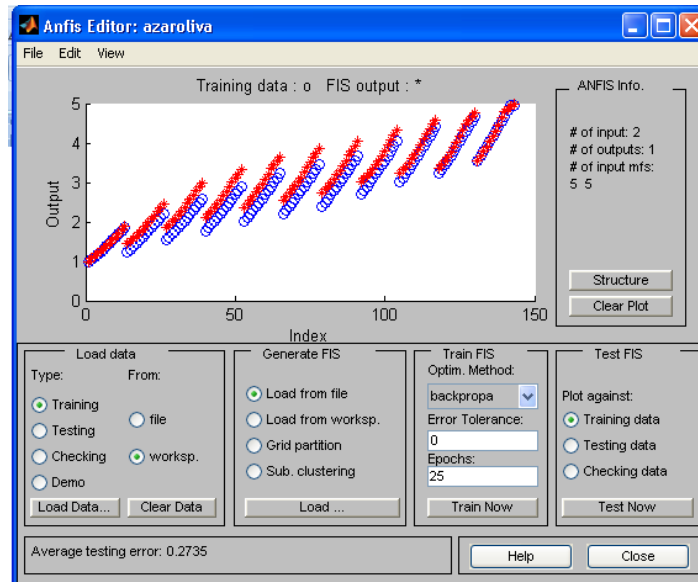 Anfis Editor: azaroliva
File Edit View
Training data : o FIS output : *
5
4
3
2
1
0
Output
0 50 100 150
Index
ANFIS Info.
# of input: 2
# of outputs: 1
# of input mfs:
5 5
Structure
Clear Plot
Load data
Type: From:
Training
Testing
Checking
Demo
file
worksp.
Load Data... Clear Data
Generate FIS
Load from file
Load from worksp.
Grid partition
Sub. clustering
Load ...
Train FIS
Optim. Method:
backpropa
Error Tolerance:
0
Epochs:
25
Train Now
Test FIS
Plot against:
Training data
Testing data
Checking data
Test Now
Average testing error: 0.2735
Help Close